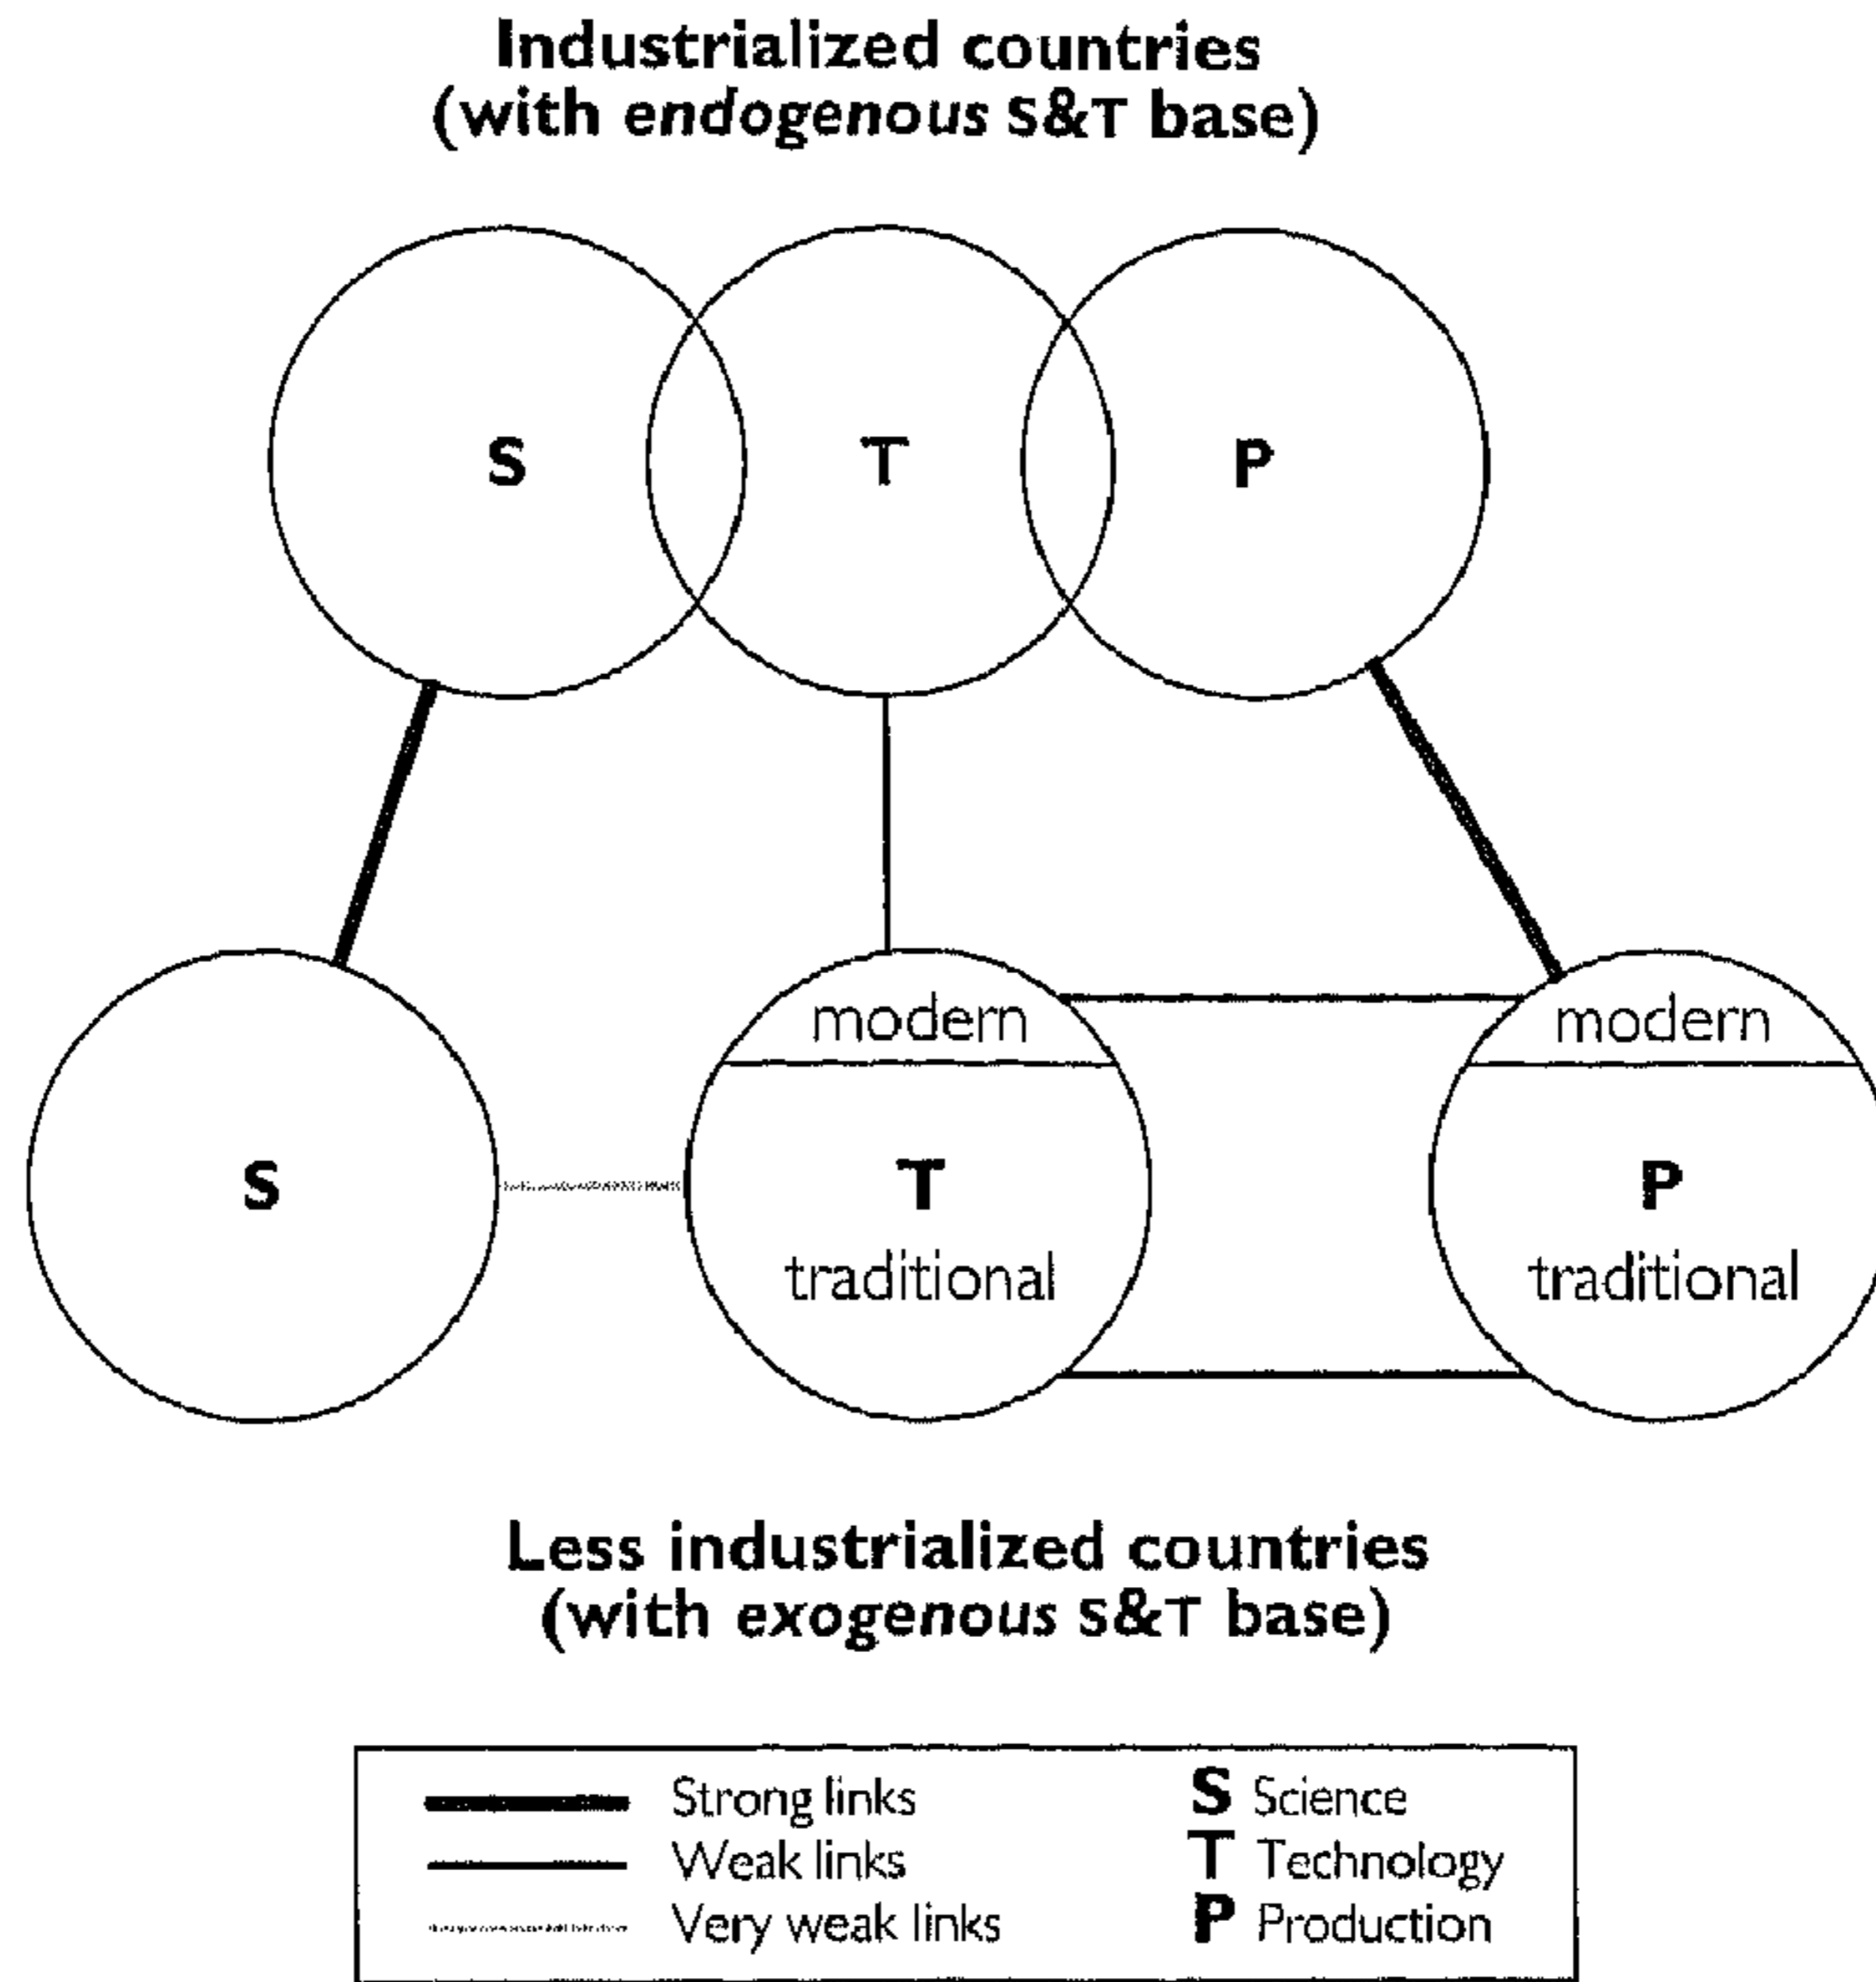 Industrialized countries
(with endogenous S&T base)
S T P
modern modern
S T P
traditional traditional
Less industrialized countries
(with exogenous S&T base)
Strong links S Science
Weak links T Technology
Very weak links P Production